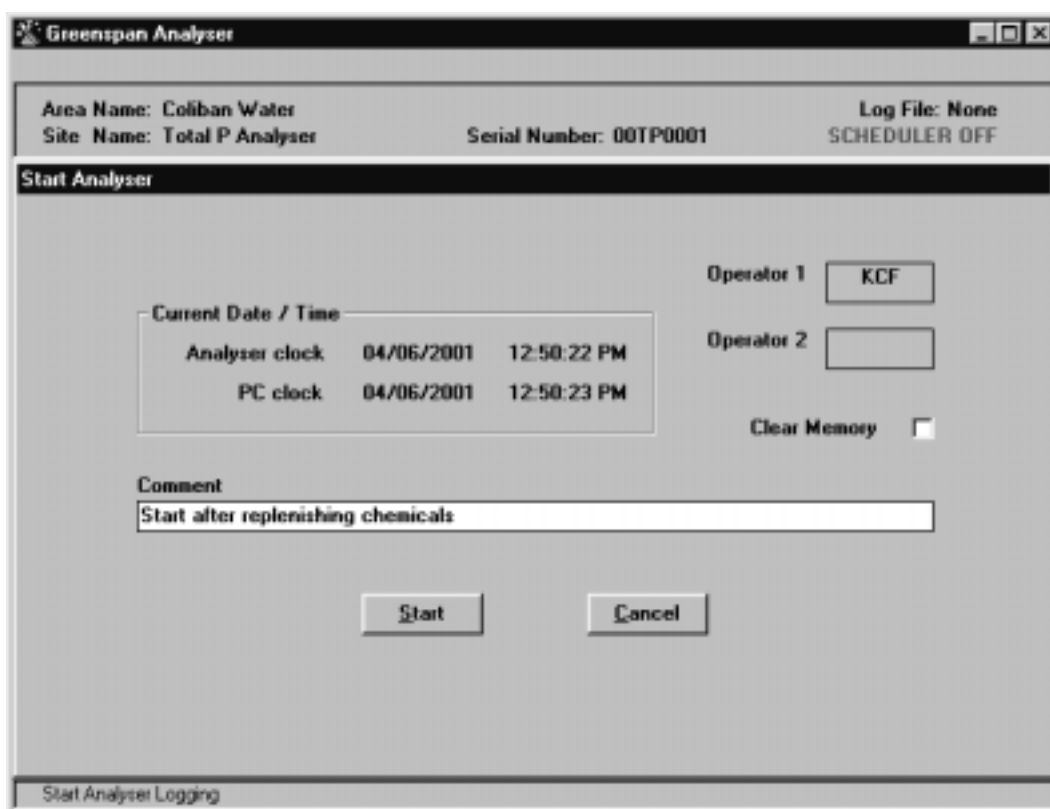 Greenspan Analyser
Area Name: Coliban Water
Log File: None
Site Name: Total P Analyser
Serial Number: 00TP0001
SCHEDULER OFF
Start Analyser
Operator 1 KCF
Current Date / Time
Operator 2
Analyser clock 04/06/2001 12:50:22 PM
PC clock 04/06/2001 12:50:23 PM
Clear Memory
Comment
Start after replenishing chemicals
Start
Cancel
Start Analyser Logging